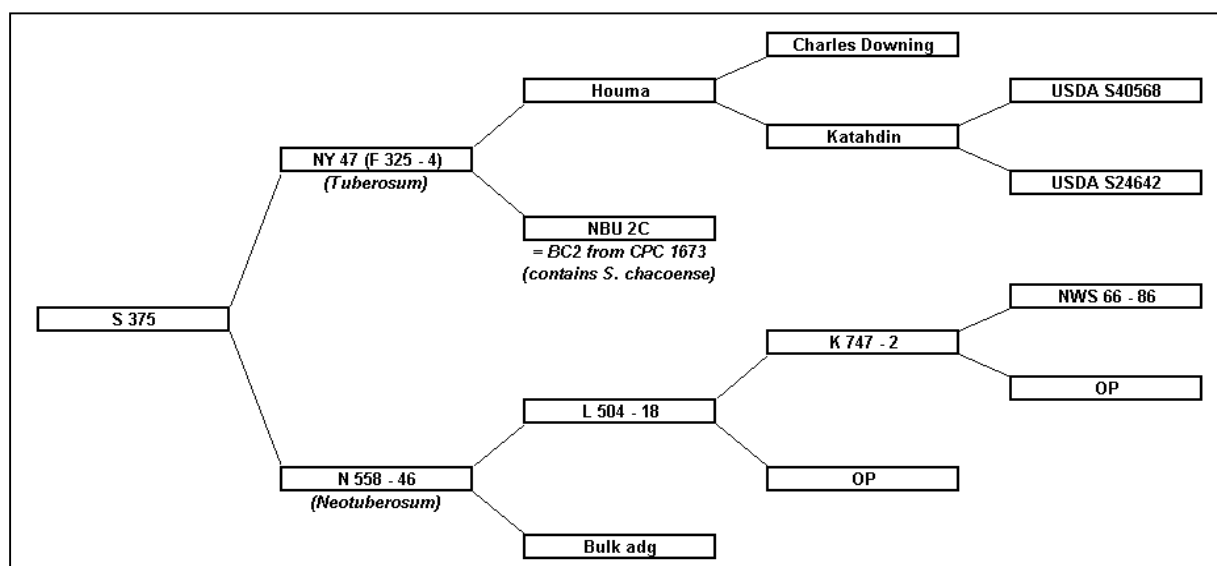 Charles Downing
Houma
USDA S40568
Katahdin
NY 47 (F 325 - 4)
(Tuberosum)
USDA S24642
NBU 2C
= BC2 from CPC 1673
(contains S. chacoense)
S 375
NWS 66 - 86
K 747 - 2
OP
L 504 - 18
N 558 - 46
(Neotuberosum)
OP
Bulk adg